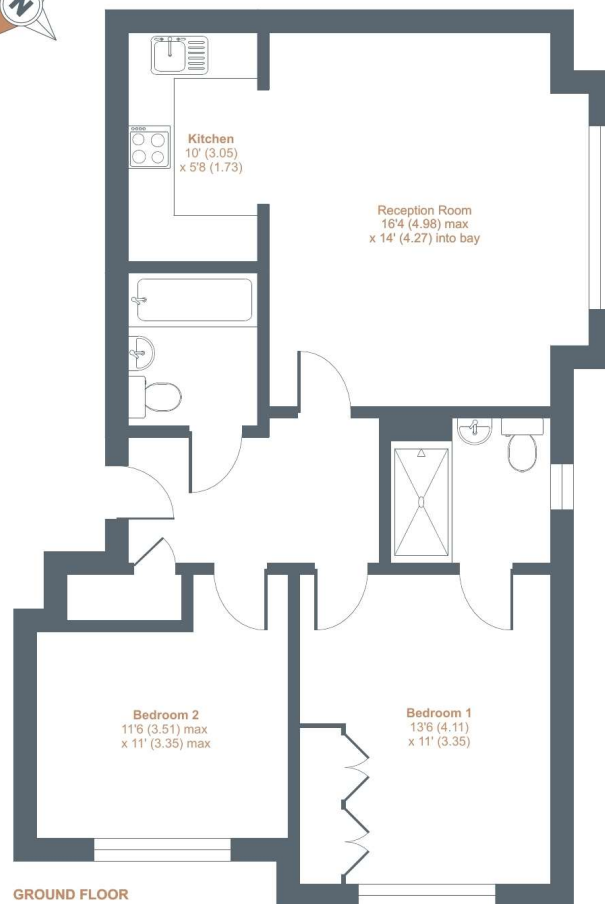 N
Kitchen
10' (3.05)
x 5'8 (1.73)
Reception Room
16'4 (4.98) max
x 14' (4.27) into bay
Bedroom 2
11'6 (3.51) max
x 11' (3.35) max
Bedroom 1
13'6 (4.11)
x 11' (3.35)
GROUND FLOOR